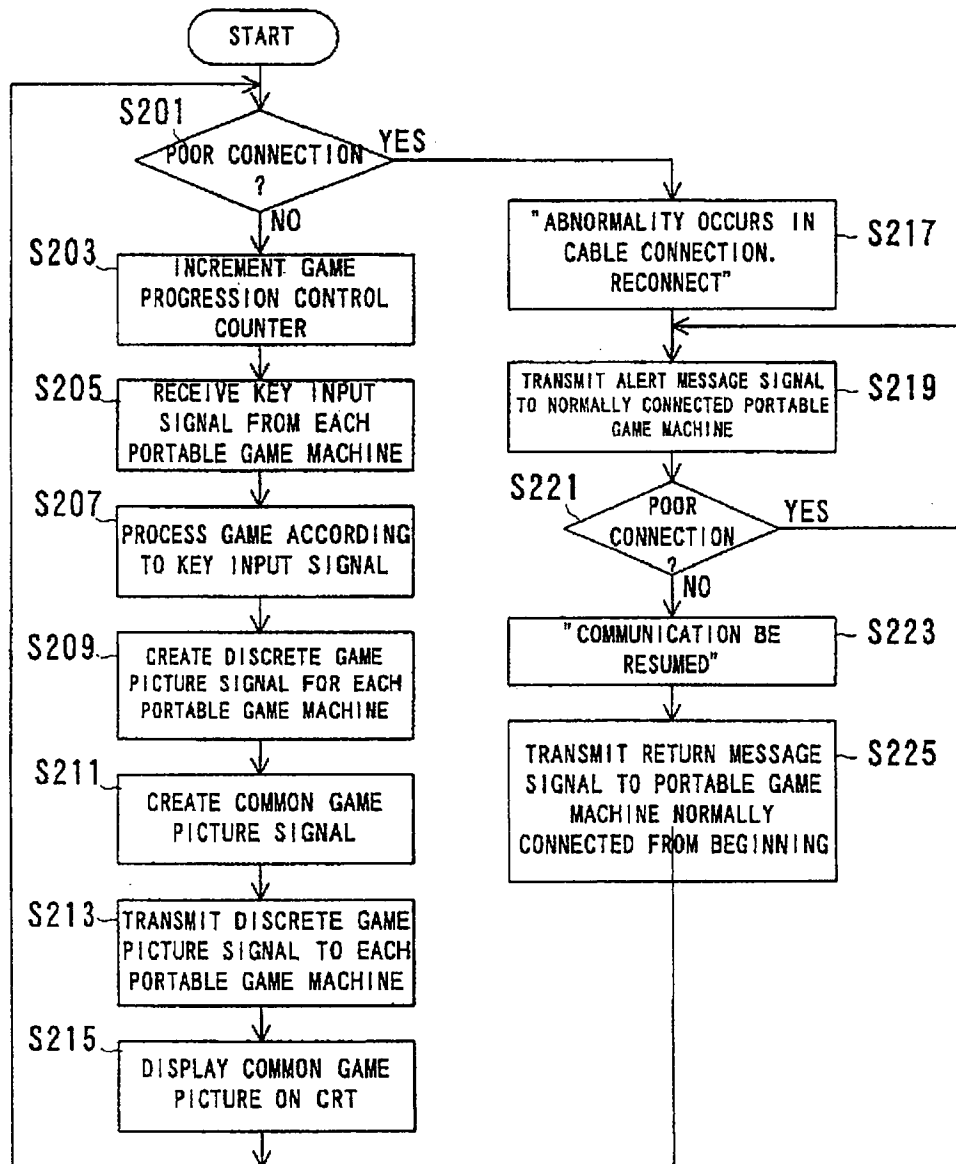 START
S201
POOR CONNECTION
?
YES
NO
S203
INCREMENT GAME
PROGRESSION CONTROL
COUNTER
S205
RECEIVE KEY INPUT
SIGNAL FROM EACH
PORTABLE GAME MACHINE
S207
PROCESS GAME ACCORDING
TO KEY INPUT SIGNAL
S209
CREATE DISCRETE GAME
PICTURE SIGNAL FOR EACH
PORTABLE GAME MACHINE
S211
CREATE COMMON GAME
PICTURE SIGNAL
S213
TRANSMIT DISCRETE GAME
PICTURE SIGNAL TO EACH
PORTABLE GAME MACHINE
S215
DISPLAY COMMON GAME
PICTURE ON CRT
"ABNORMALITY OCCURS IN
CABLE CONNECTION.
RECONNECT"
S217
TRANSMIT ALERT MESSAGE SIGNAL
TO NORMALLY CONNECTED PORTABLE
GAME MACHINE
S219
S221
POOR
CONNECTION
?
YES
NO
"COMMUNICATION BE
RESUMED"
S223
TRANSMIT RETURN MESSAGE
SIGNAL TO PORTABLE GAME
MACHINE NORMALLY
CONNECTED FROM BEGINNING
S225